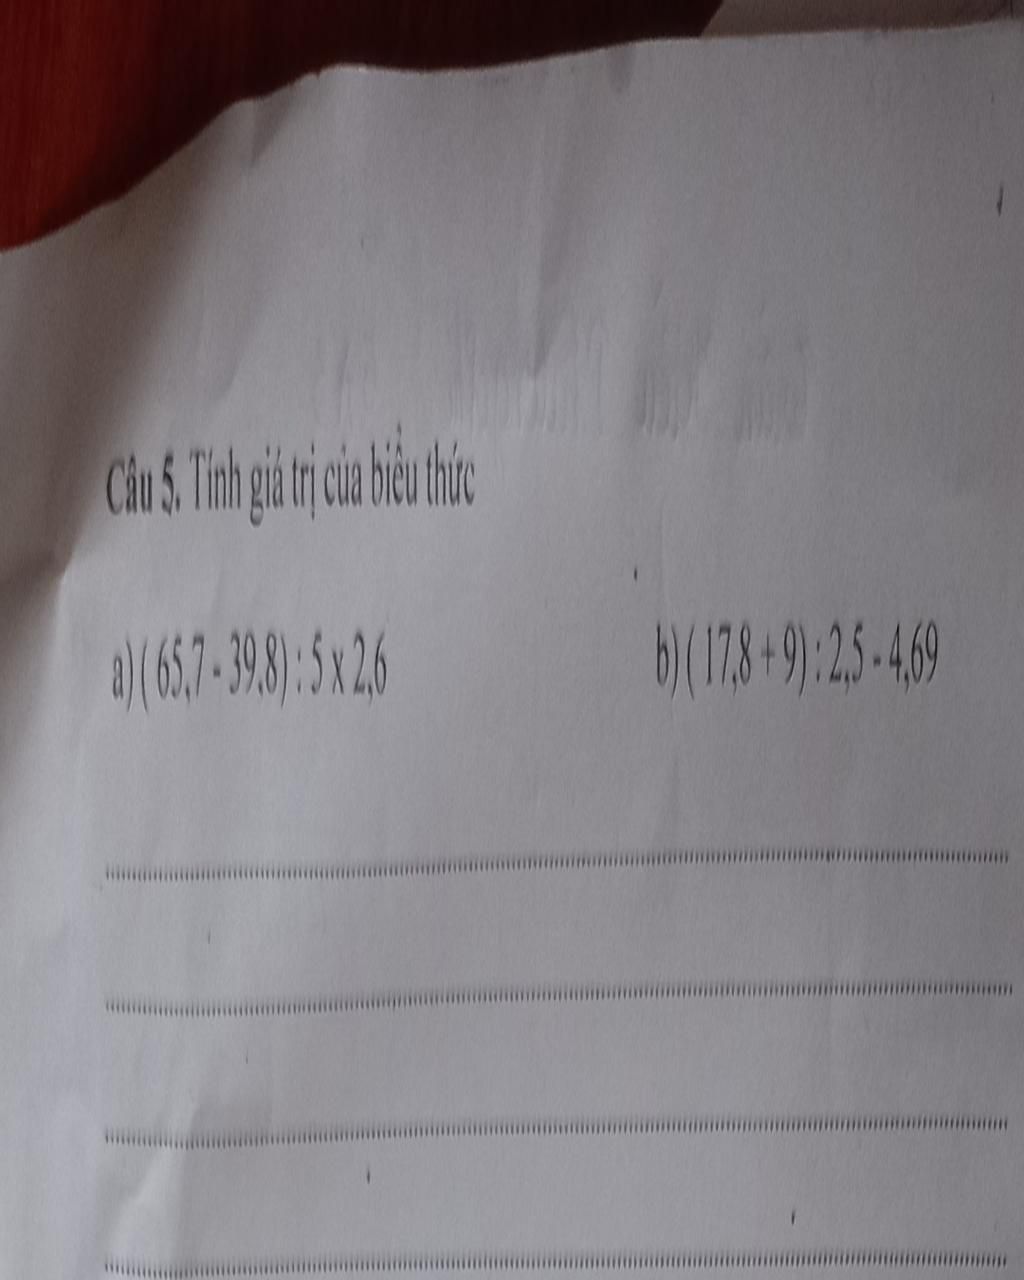 Câu 5. Tính giá trị của biểu thức
a) ( 65,7 - 39,8) : 5 x 2,6 b) ( 17,8 + 9) : 2,5 - 4,69